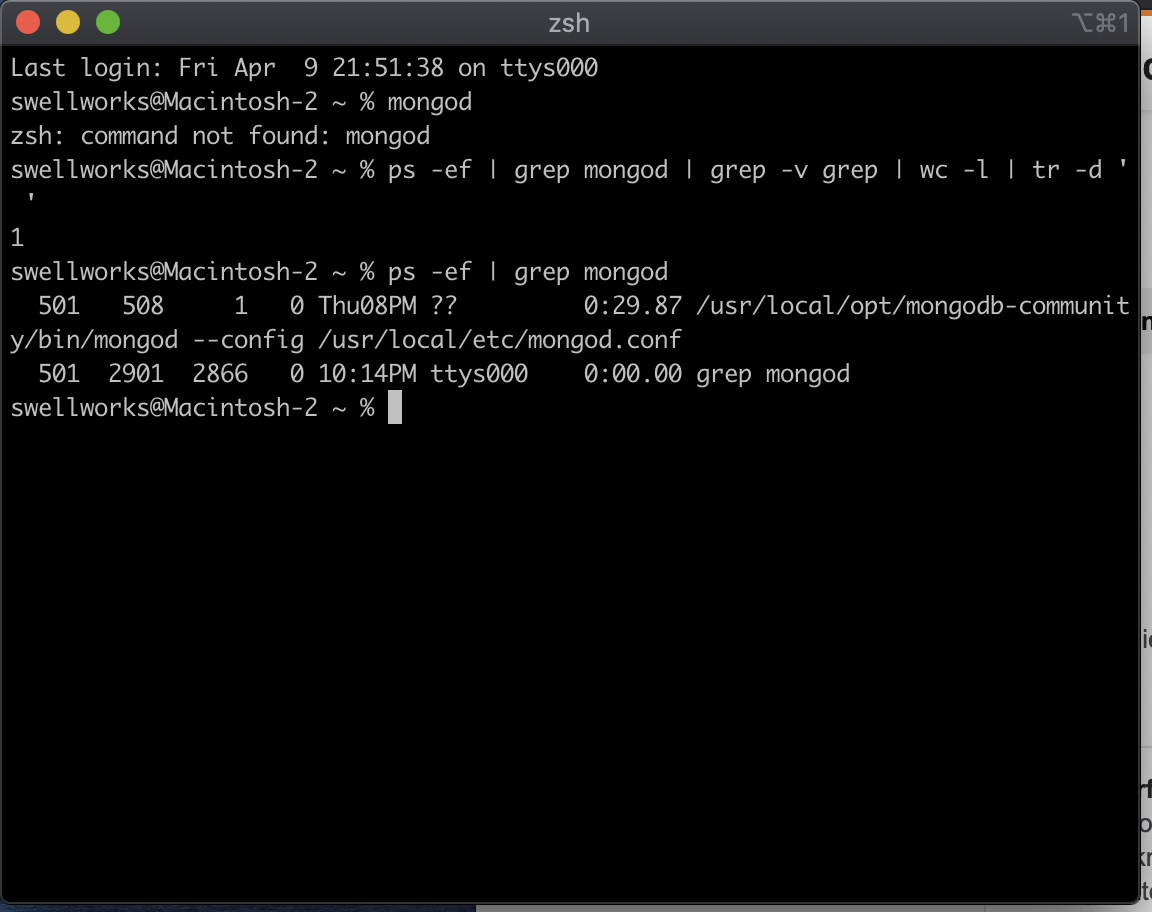 zsh
⌥⌘1
Last login: Fri Apr  9 21:51:38 on ttys000
swellworks@Macintosh-2 ~ % mongod
zsh: command not found: mongod
swellworks@Macintosh-2 ~ % ps -ef | grep mongod | grep -v grep | wc -l | tr -d '
 '
1
swellworks@Macintosh-2 ~ % ps -ef | grep mongod
  501   508     1   0 Thu08PM ??         0:29.87 /usr/local/opt/mongodb-communit
y/bin/mongod --config /usr/local/etc/mongod.conf
  501  2901  2866   0 10:14PM ttys000    0:00.00 grep mongod
swellworks@Macintosh-2 ~ %